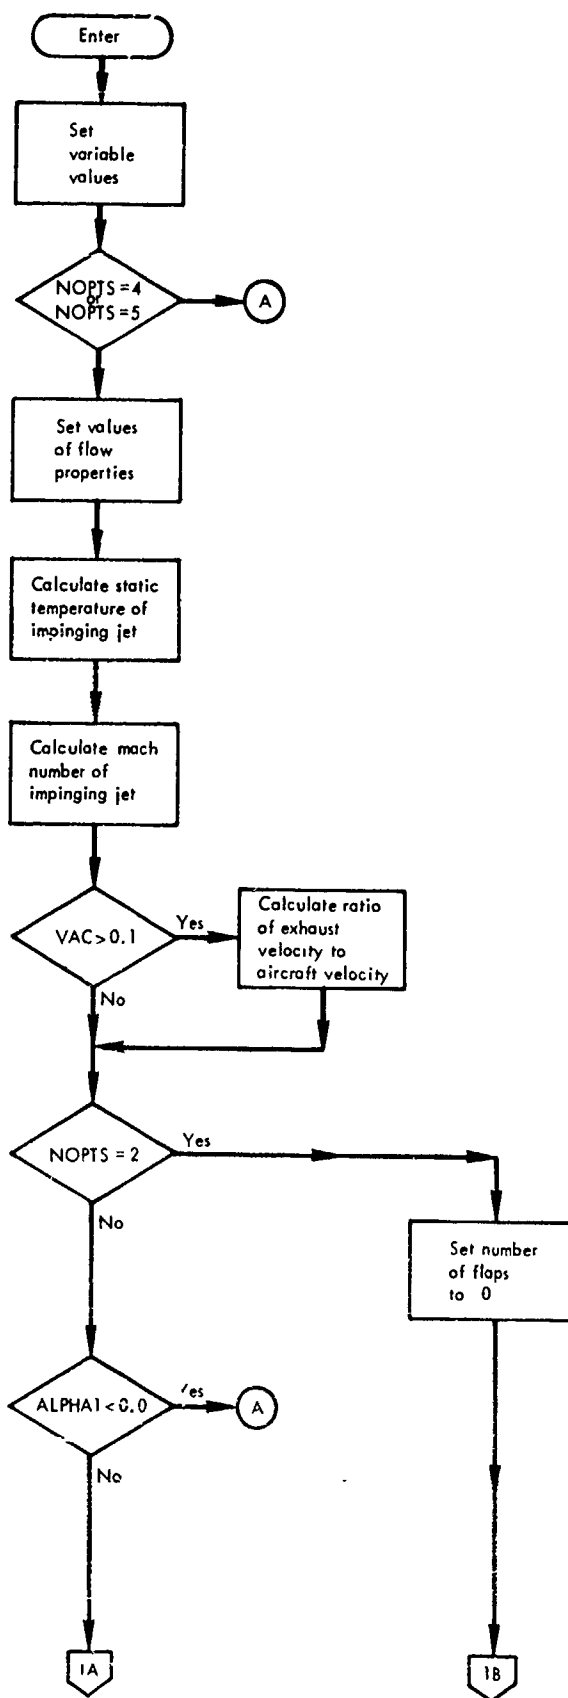 Enter
Set
variable
values
NOPTS = 4
or
NOPTS = 5
A
Set values
of flow
properties
Calculate static
temperature of
impinging jet
Calculate mach
number of
impinging jet
VAC > 0.1
Yes
Calculate ratio
of exhaust
velocity to
aircraft velocity
No
NOPTS = 2
Yes
No
Set number
of flaps
to 0
ALPHA1 < 0.0
Yes
A
No
1A
1B